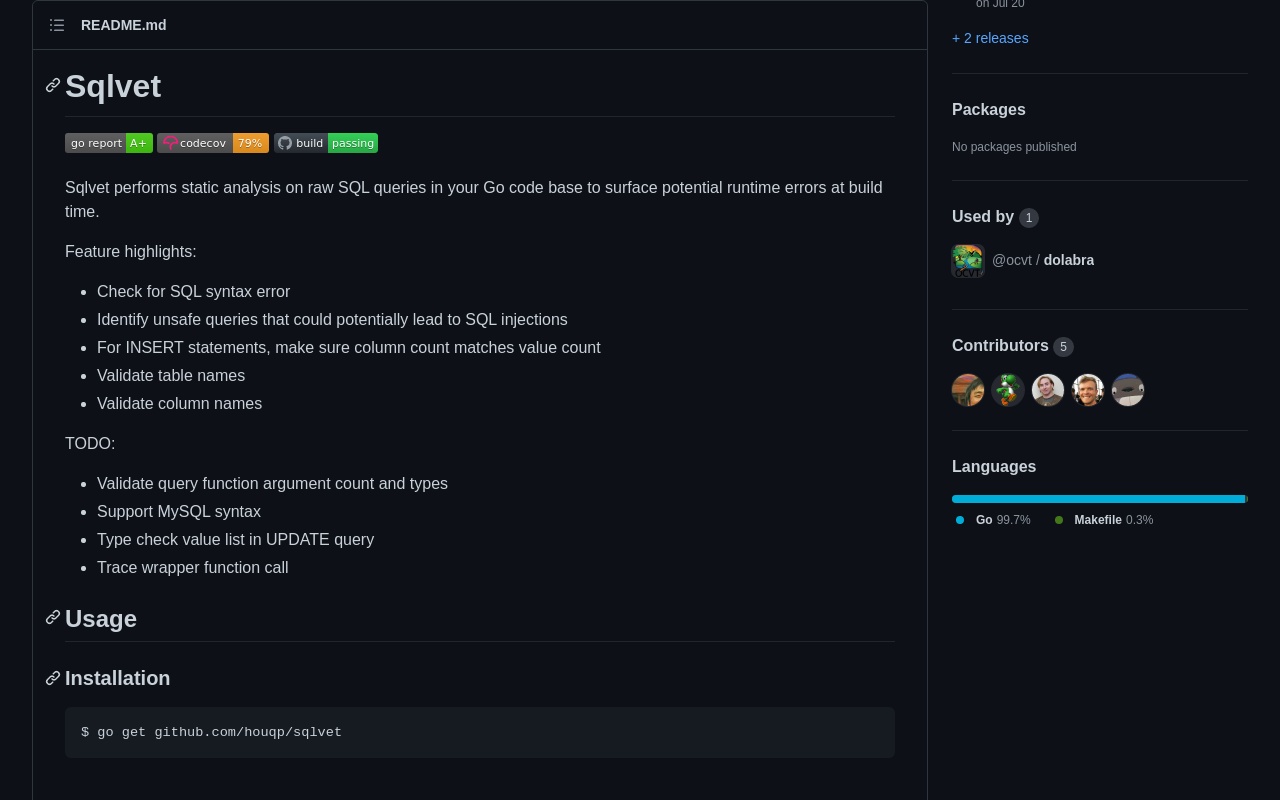 on Jul 20
README.md
+ 2 releases
Sqlvet
Packages
go report A+ codecov 79% build passing
No packages published
Sqlvet performs static analysis on raw SQL queries in your Go code base to surface potential runtime errors at build
time.
Used by 1
Feature highlights:
@ocvt / dolabra
OCVT
Check for SQL syntax error
Identify unsafe queries that could potentially lead to SQL injections
For INSERT statements, make sure column count matches value count
Contributors 5
Validate table names
Validate column names
TODO:
Languages
Validate query function argument count and types
Support MySQL syntax
Go 99.7% Makefile 0.3%
Type check value list in UPDATE query
Trace wrapper function call
Usage
Installation
$ go get github.com/houqp/sqlvet